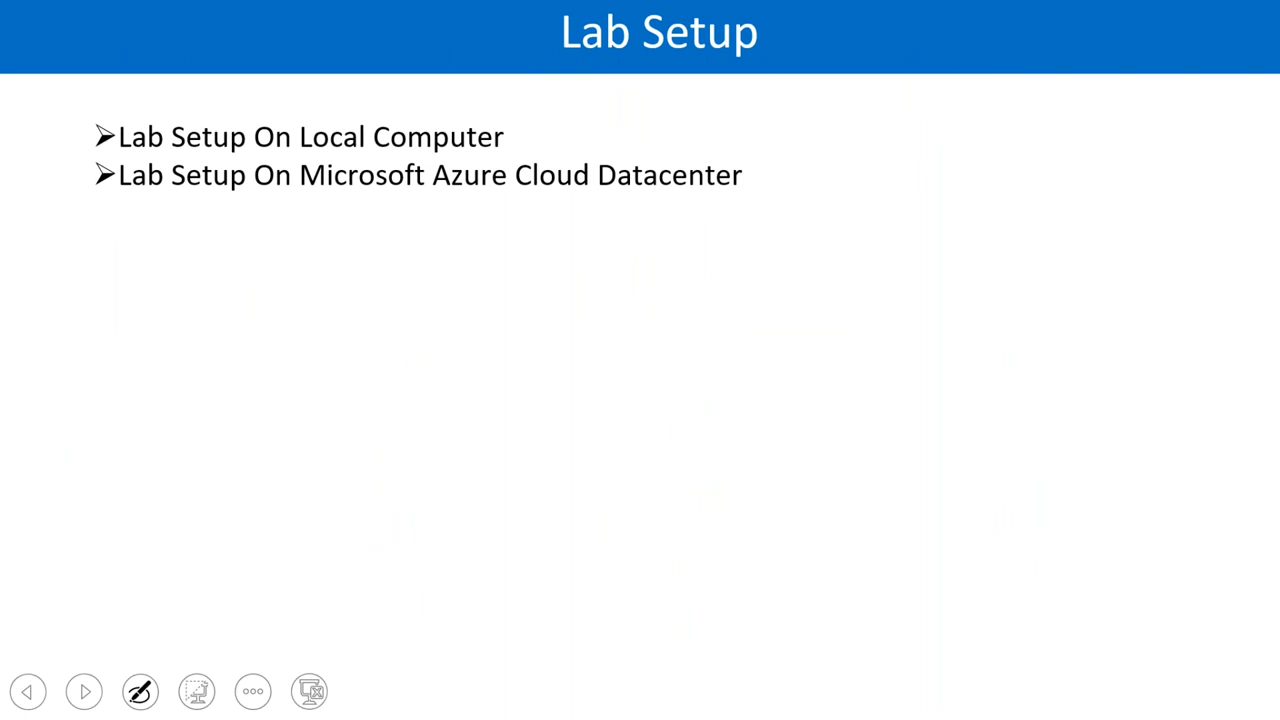 Lab Setup
➢Lab Setup On Local Computer
➢Lab Setup On Microsoft Azure Cloud Datacenter